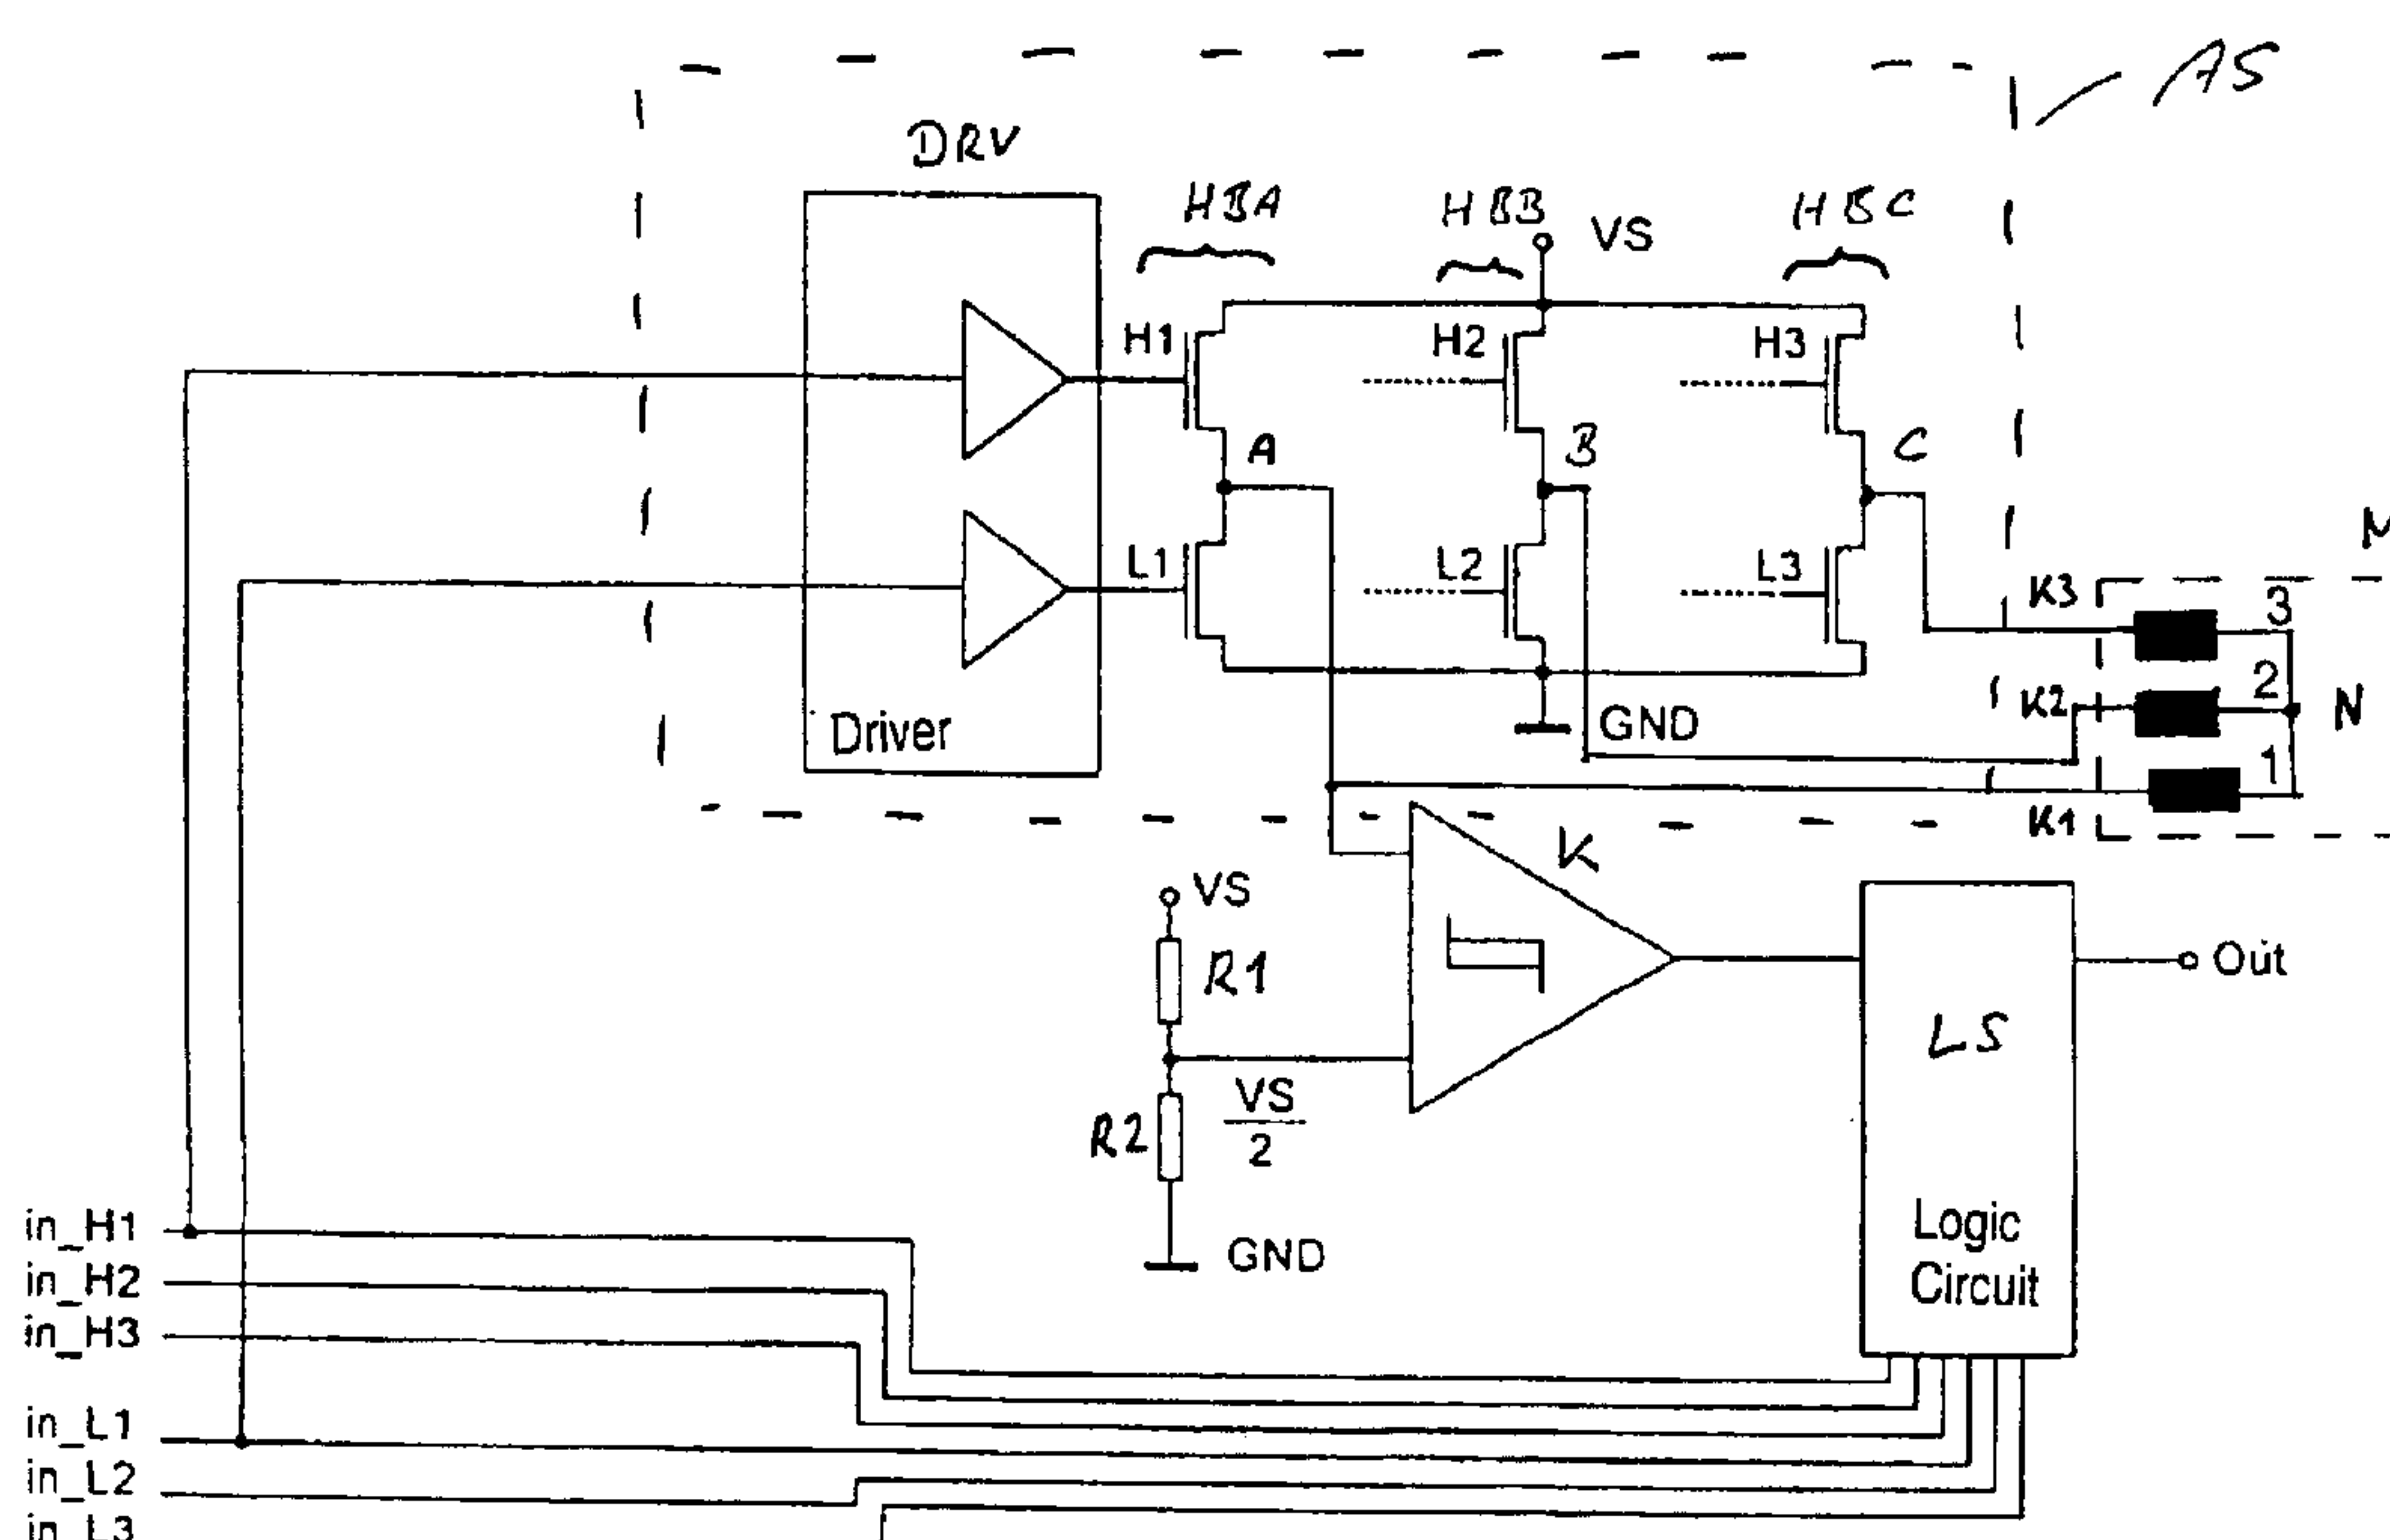 AS
DRV
HBA
HBB
VS
HBC
H1
H2
H3
A
B
C
L1
L2
L3
M
K3
3
K2
2
N
GND
Driver
1
K1
K
VS
R1
Out
LS
VS
2
R2
GND
Logic
Circuit
in_H1
in_H2
in_H3
in_L1
in_L2
in_L3